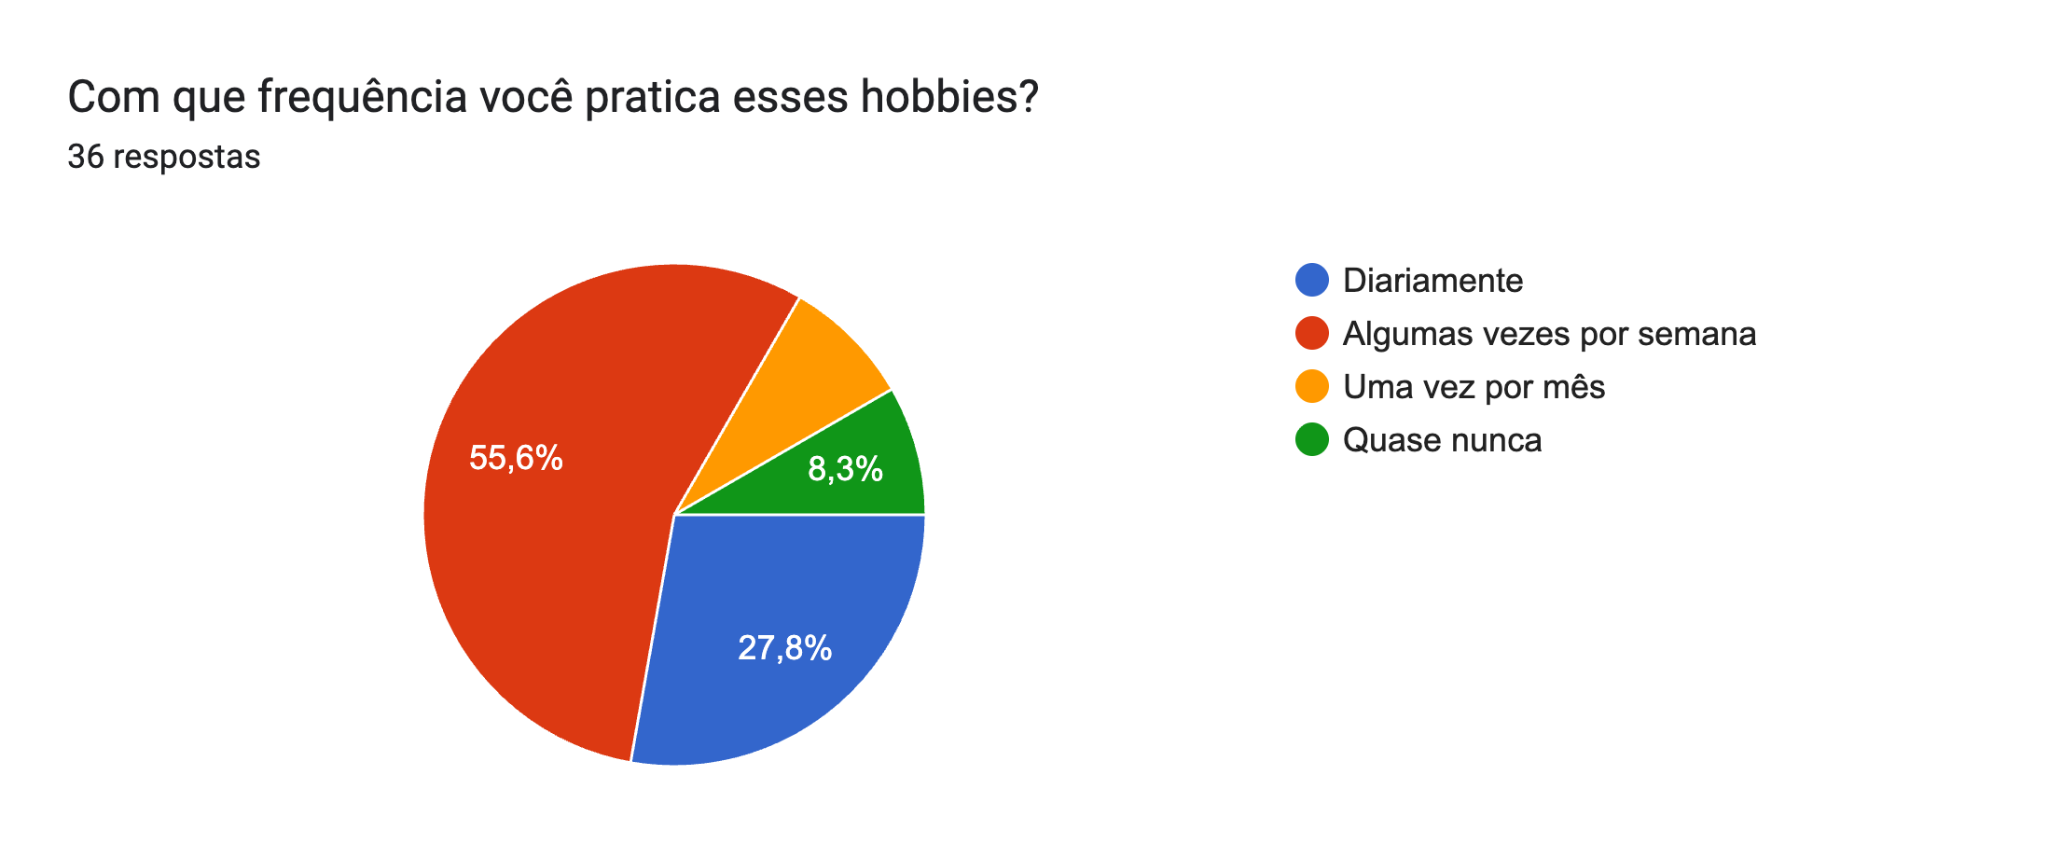 Com que frequência você pratica esses hobbies?
36 respostas
Diariamente
Algumas vezes por semana
Uma vez por mês
Quase nunca
55,6%
8,3%
27,8%